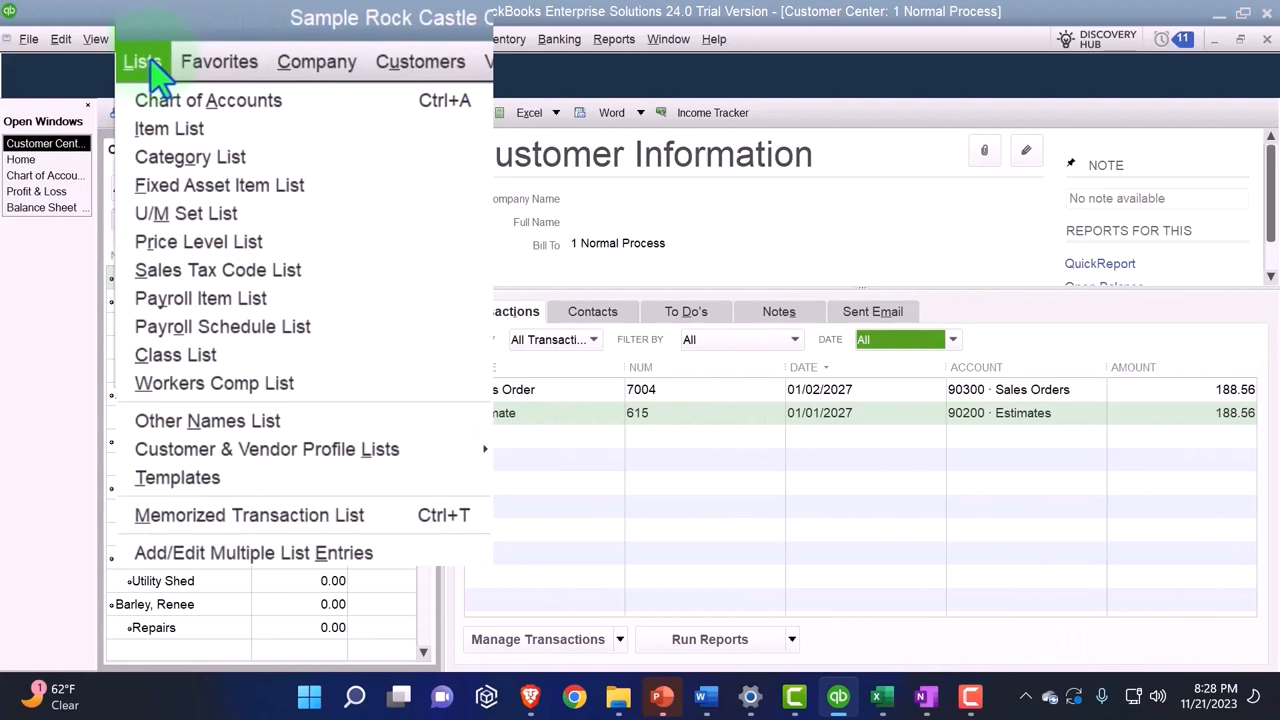 Sample Rock Castle C
ckBooks Enterprise Solutions 24.0 Trial Version - [Customer Center: 1 Normal Process]
File Edit View
Lists Favorites Company Customers
entory Banking Reports Window Help
DISCOVERY HUB
11
Open Windows
Customer Cent...
Home
Chart of Accou...
Profit & Loss
Balance Sheet ...
Chart of Accounts Ctrl+A
Item List
Category List
Fixed Asset Item List
U/M Set List
Price Level List
Sales Tax Code List
Payroll Item List
Payroll Schedule List
Class List
Workers Comp List
Other Names List
Customer & Vendor Profile Lists
Templates
Memorized Transaction List Ctrl+T
Add/Edit Multiple List Entries
Utility Shed 0.00
Barley, Renee 0.00
Repairs 0.00
Excel Word Income Tracker
ustomer Information
ompany Name
Full Name
Bill To 1 Normal Process
NOTE
No note available
REPORTS FOR THIS
QuickReport
Open Balance
actions Contacts To Do's Notes Sent Email
All Transacti... FILTER BY All DATE All
NUM DATE ACCOUNT AMOUNT
s Order 7004 01/02/2027 90300 · Sales Orders 188.56
mate 615 01/01/2027 90200 · Estimates 188.56
Manage Transactions Run Reports
1
62°F
Clear
8:28 PM
11/21/2023